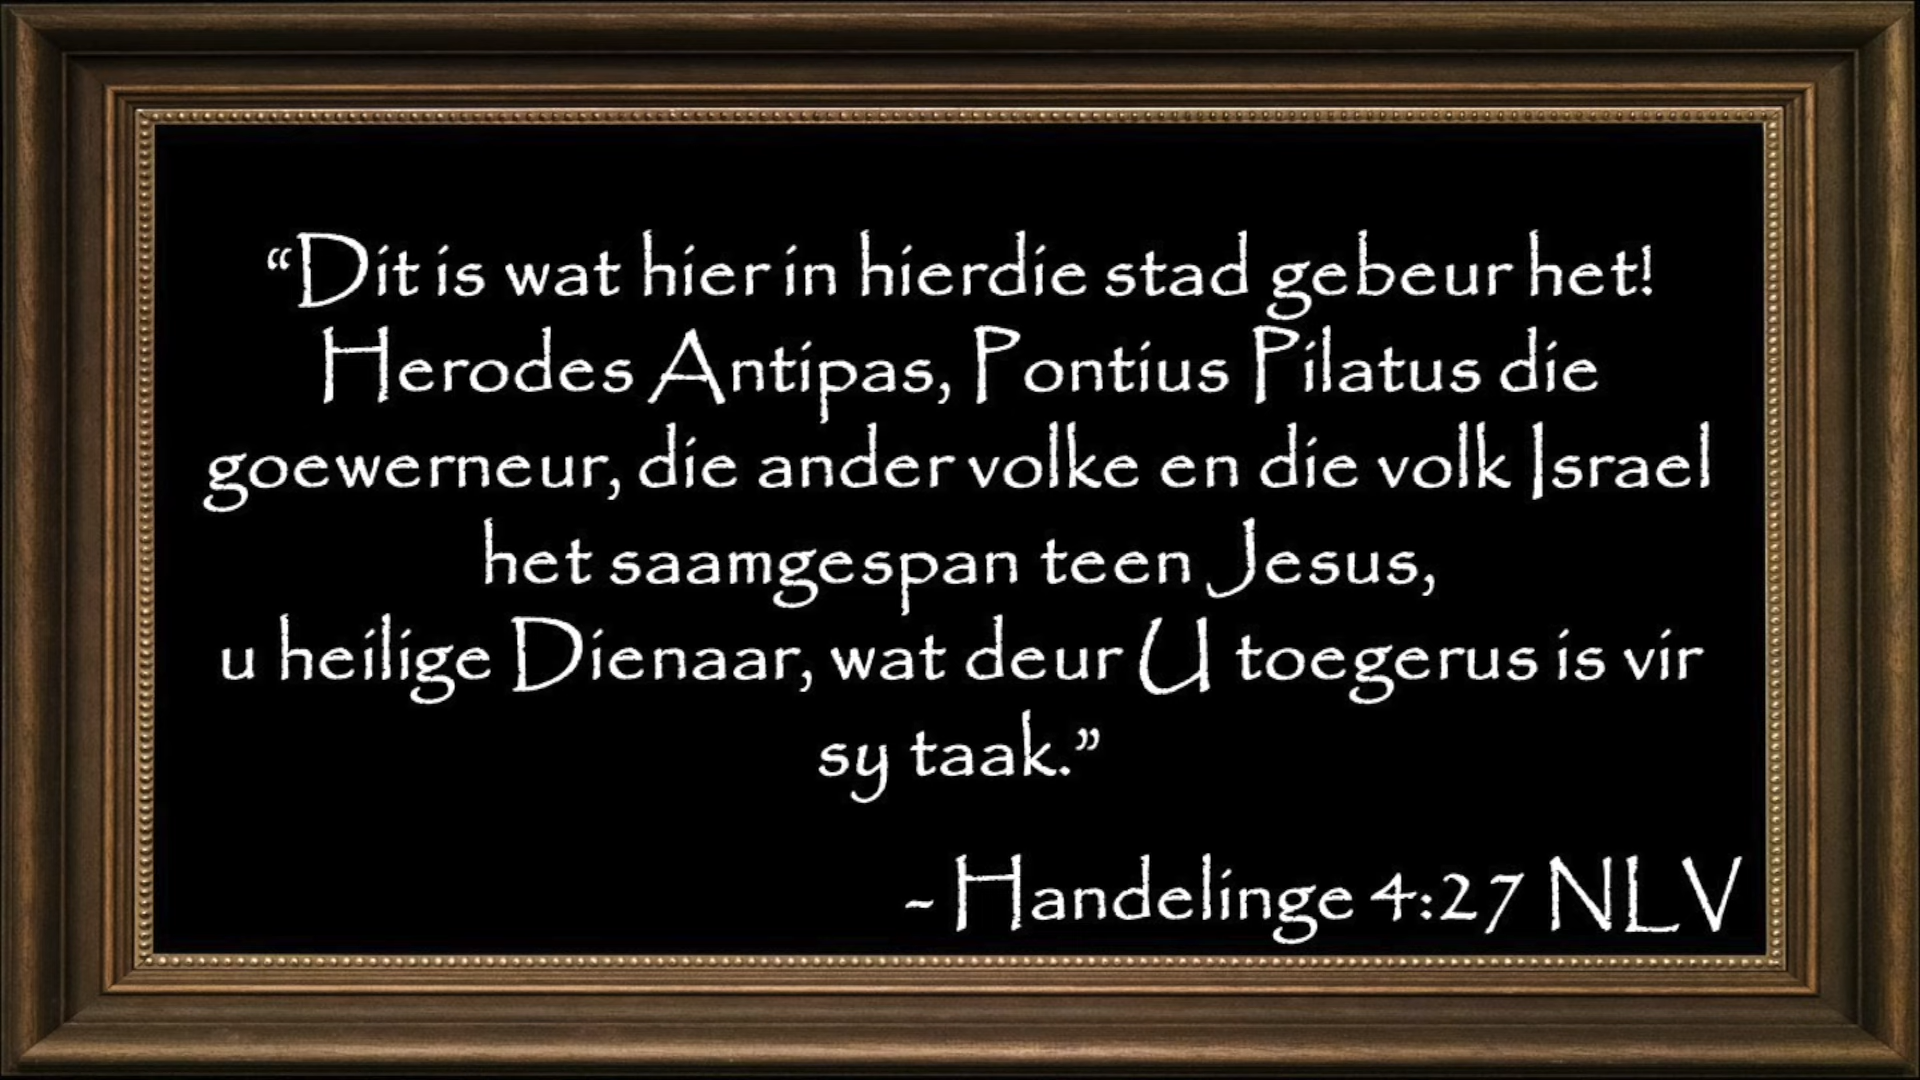 “Dit is wat hier in hierdie stad gebeur het!
Herodes Antipas, Pontius Pilatus die
goewerneur, die ander volke en die volk Israel
het saamgespan teen Jesus,
u heilige Dienaar, wat deur U toegerus is vir
sy taak.”
- Handelinge 4:27 NLV